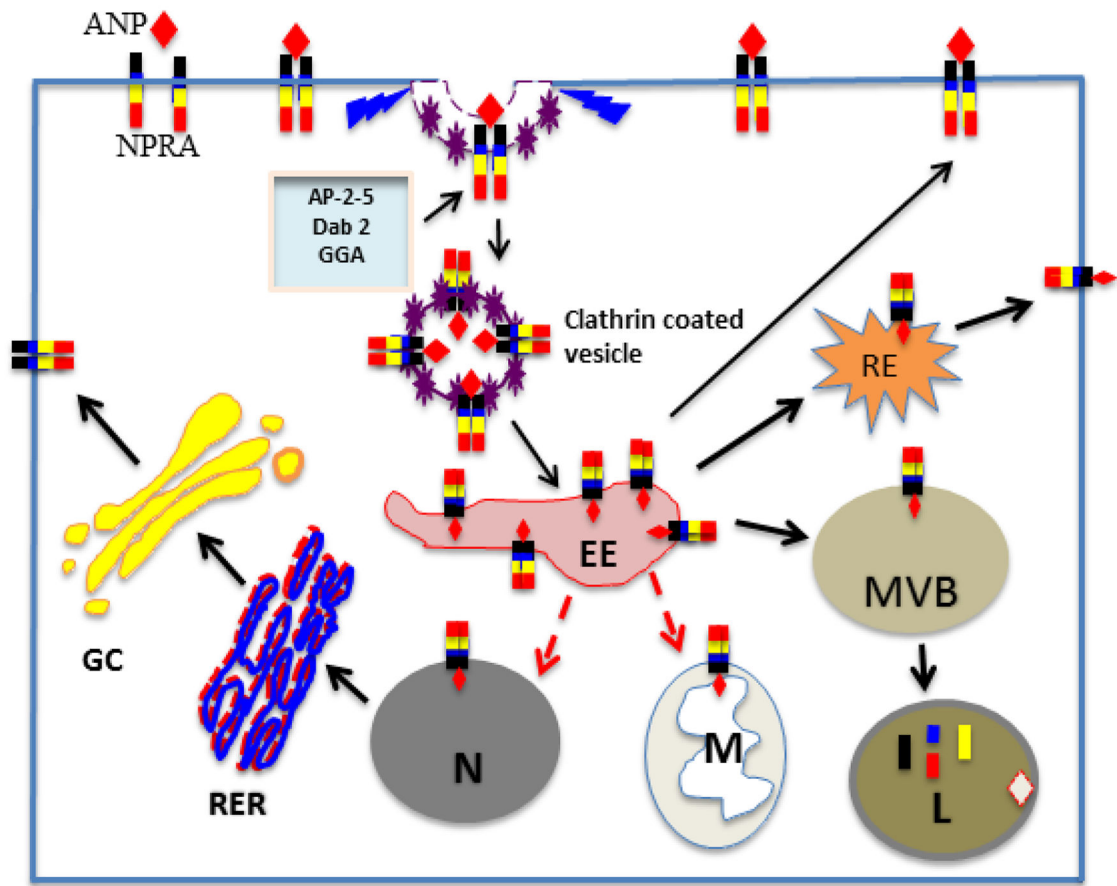 ANP
NPRA
AP-2-5
Dab 2
GGA
Clathrin coated
vesicle
RE
EE
MVB
GC
RER
N
M
L